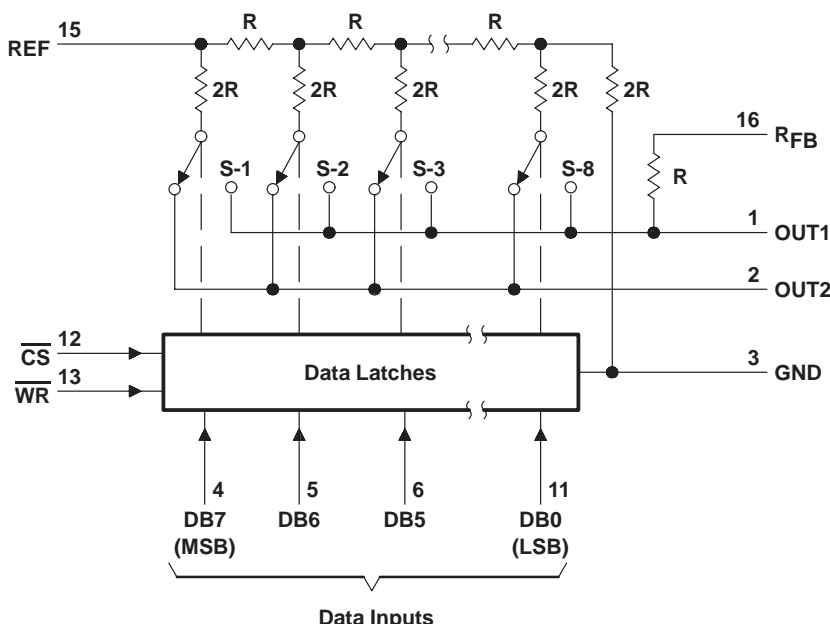 R R R
REF 15
2R 2R 2R 2R 2R
16 R_FB
S-1 S-2 S-3 S-8
R
1 OUT1
2 OUT2
CS 12
WR 13
Data Latches
3 GND
4 5 6 11
DB7 DB6 DB5 DB0
(MSB) (LSB)
Data Inputs